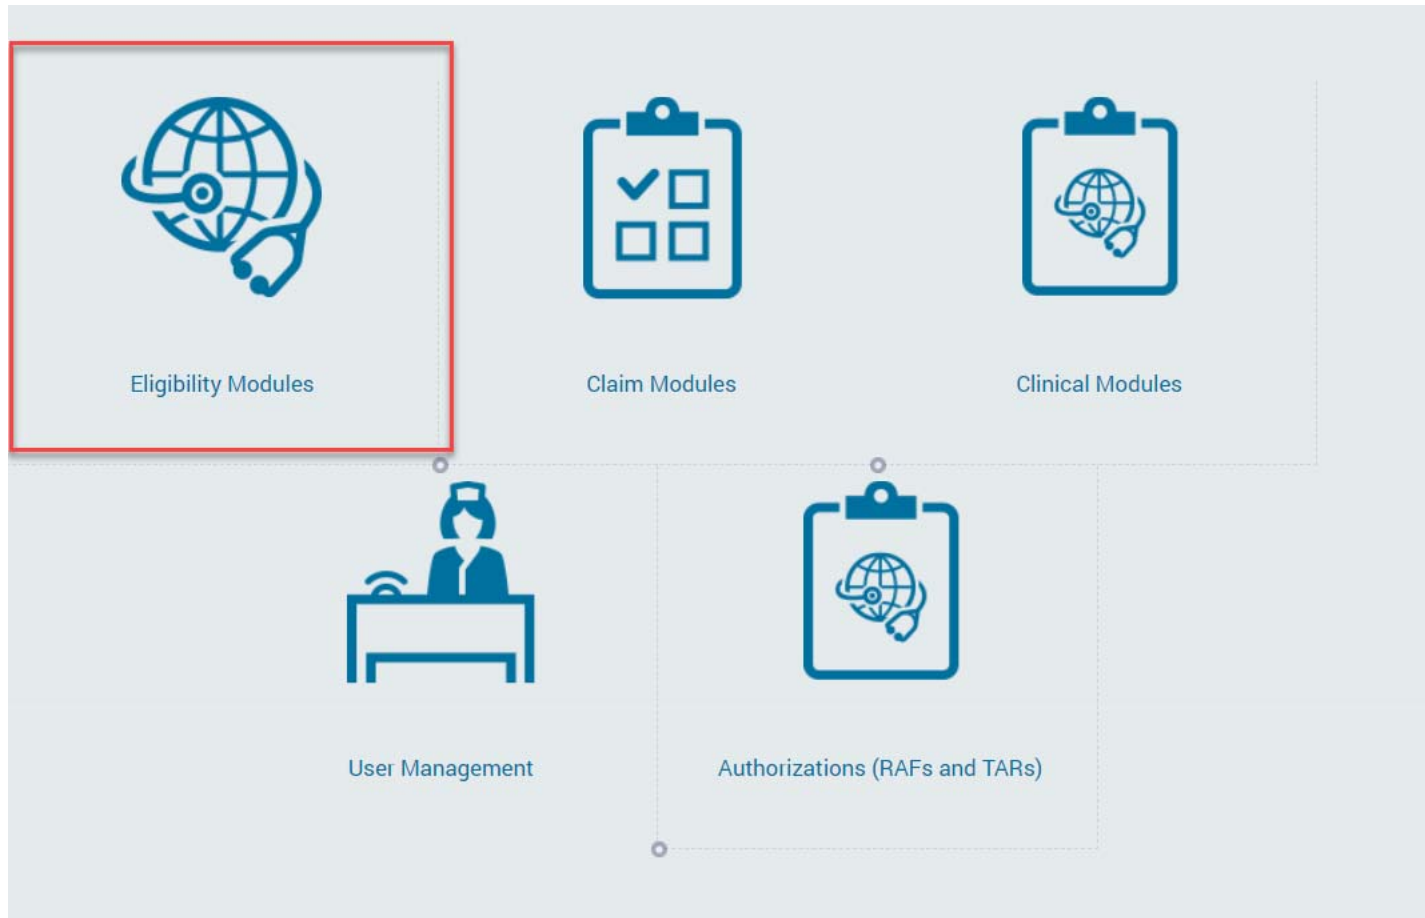 Eligibility Modules
Claim Modules
Clinical Modules
User Management
Authorizations (RAFs and TARs)